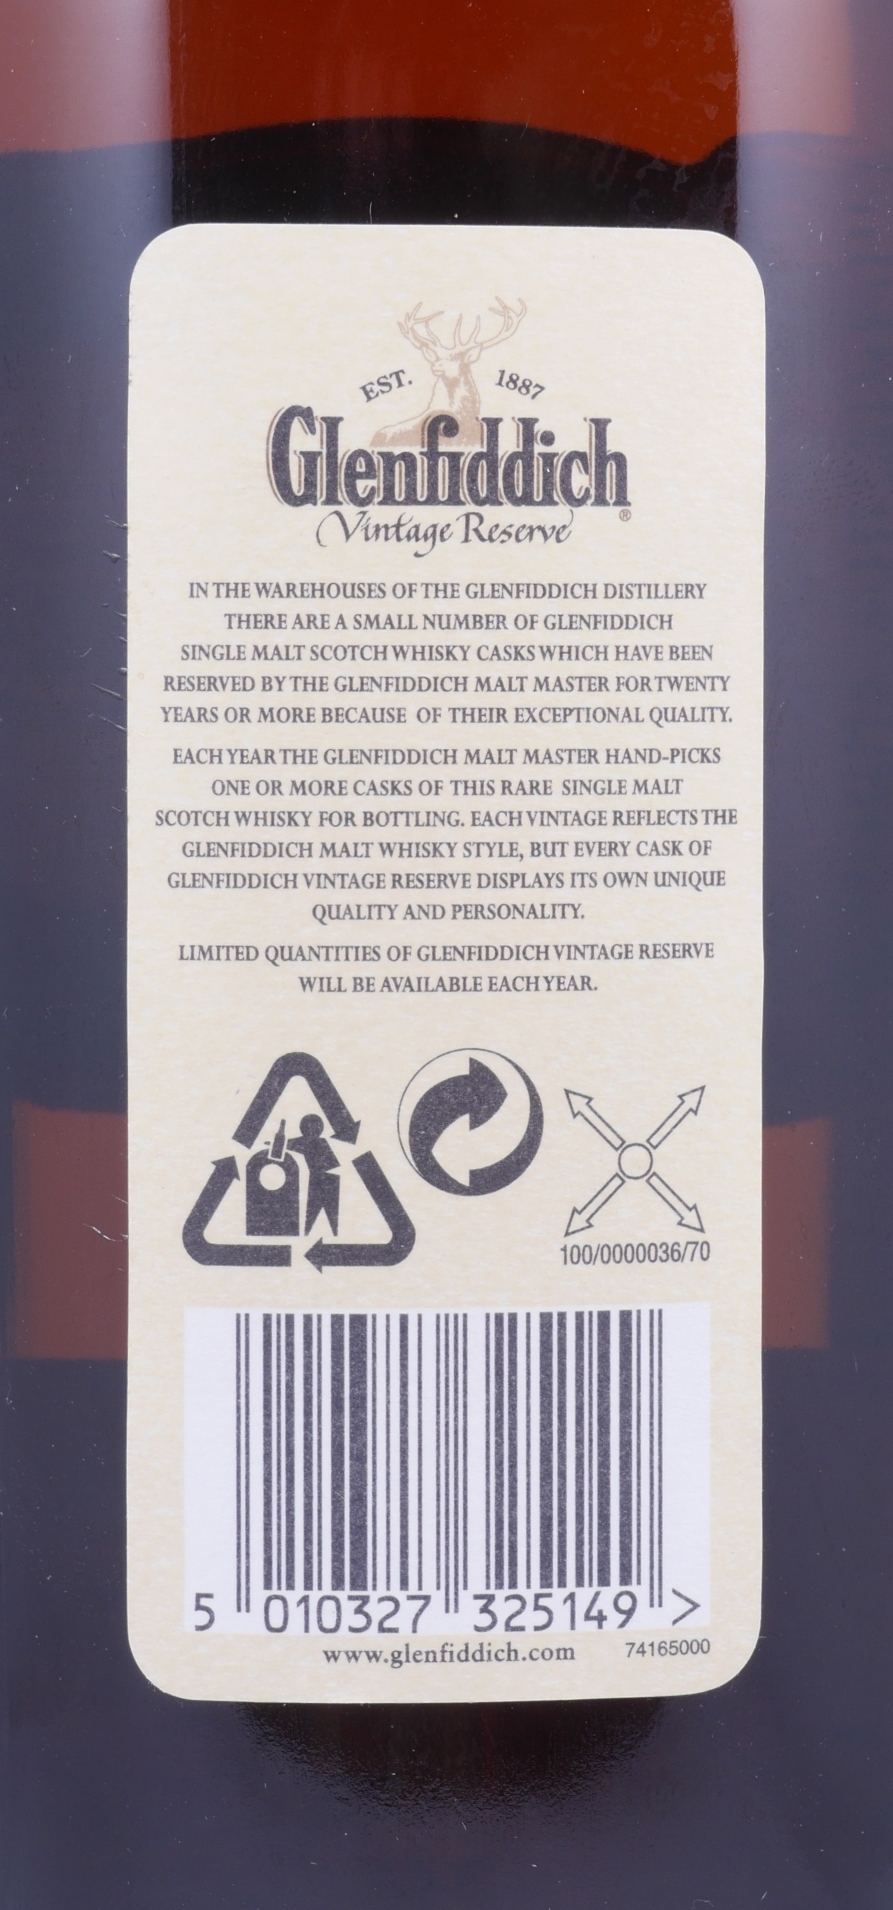 EST. 1887
Glenfiddich®
Vintage Reserve
IN THE WAREHOUSES OF THE GLENFIDDICH DISTILLERY
THERE ARE A SMALL NUMBER OF GLENFIDDICH
SINGLE MALT SCOTCH WHISKY CASKS WHICH HAVE BEEN
RESERVED BY THE GLENFIDDICH MALT MASTER FOR TWENTY
YEARS OR MORE BECAUSE OF THEIR EXCEPTIONAL QUALITY.
EACH YEAR THE GLENFIDDICH MALT MASTER HAND-PICKS
ONE OR MORE CASKS OF THIS RARE SINGLE MALT
SCOTCH WHISKY FOR BOTTLING. EACH VINTAGE REFLECTS THE
GLENFIDDICH MALT WHISKY STYLE, BUT EVERY CASK OF
GLENFIDDICH VINTAGE RESERVE DISPLAYS ITS OWN UNIQUE
QUALITY AND PERSONALITY.
LIMITED QUANTITIES OF GLENFIDDICH VINTAGE RESERVE
WILL BE AVAILABLE EACH YEAR.
100/0000036/70
5 010327 325149 >
www.glenfiddich.com 74165000